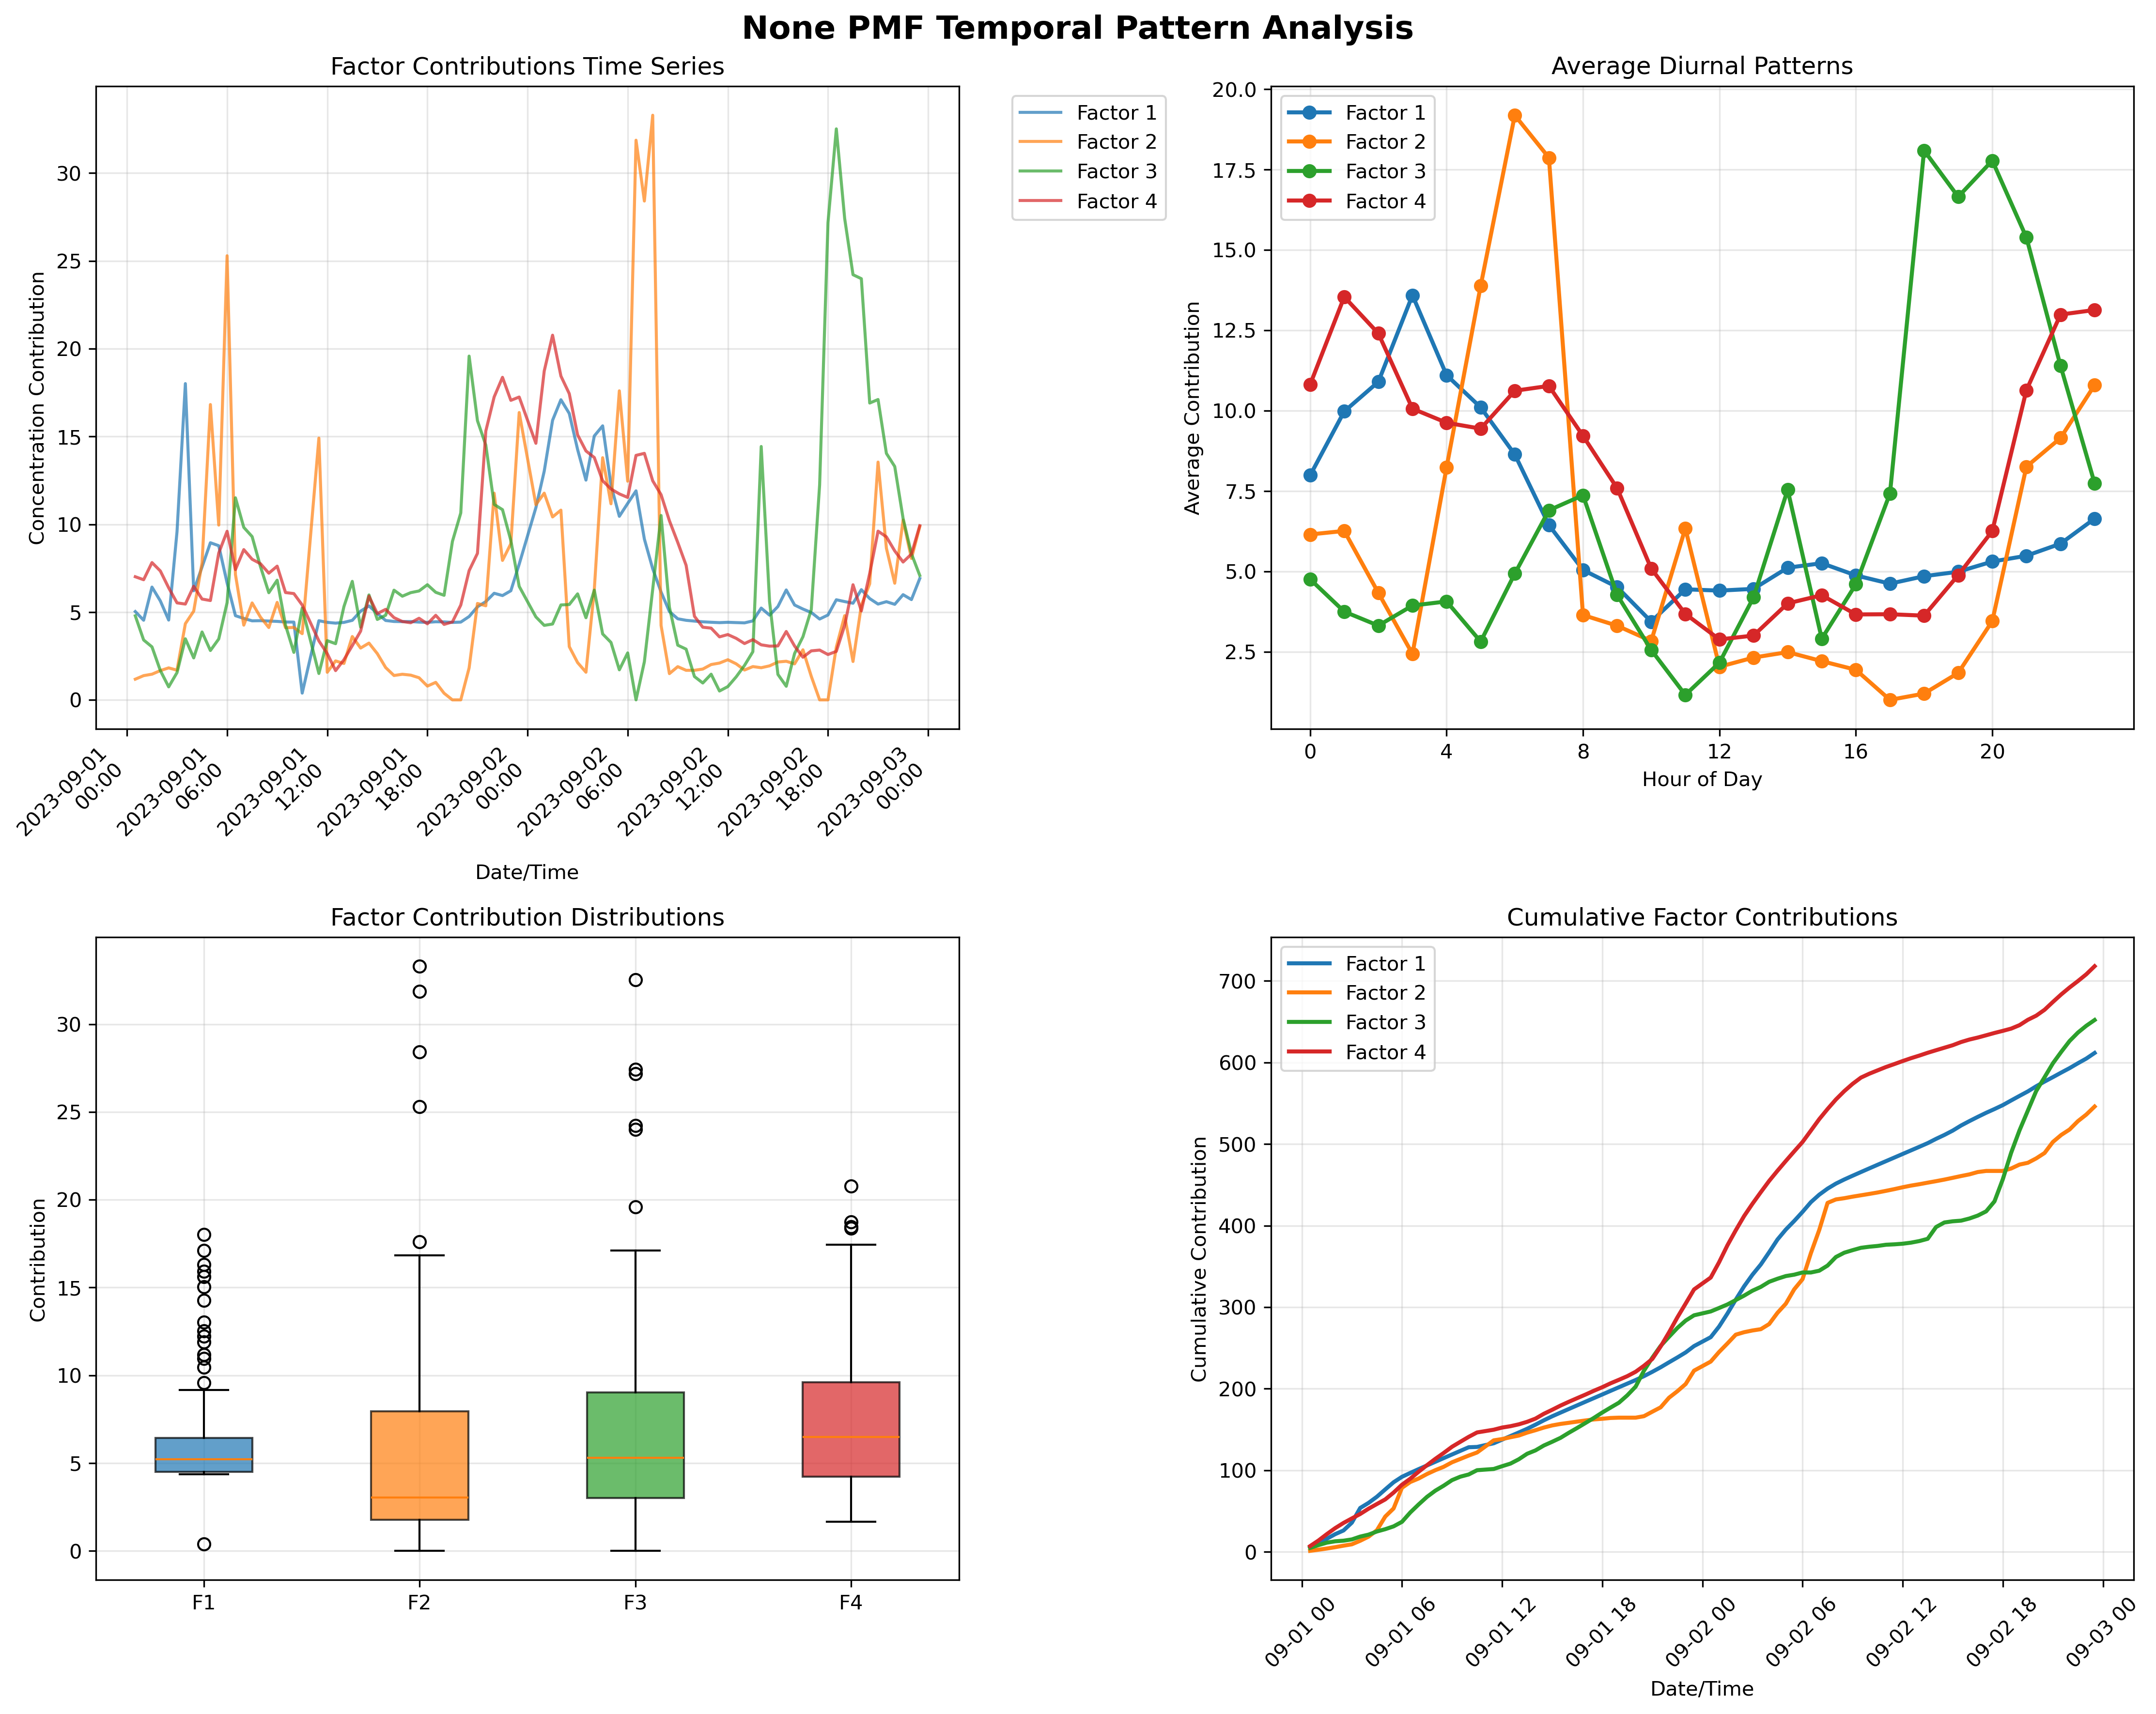 None PMF Temporal Pattern Analysis
Factor Contributions Time Series
Concentration Contribution
30
25
20
15
10
5
0
2023-09-01
00:00
2023-09-01
06:00
2023-09-01
12:00
2023-09-01
18:00
2023-09-02
00:00
2023-09-02
06:00
2023-09-02
12:00
2023-09-02
18:00
2023-09-03
00:00
Date/Time
Factor 1
Factor 2
Factor 3
Factor 4
Average Diurnal Patterns
Average Contribution
20.0
17.5
15.0
12.5
10.0
7.5
5.0
2.5
Factor 1
Factor 2
Factor 3
Factor 4
0
4
8
12
16
20
Hour of Day
Factor Contribution Distributions
Contribution
30
25
20
15
10
5
0
F1
F2
F3
F4
Cumulative Factor Contributions
Cumulative Contribution
700
600
500
400
300
200
100
0
Factor 1
Factor 2
Factor 3
Factor 4
09-01 00
09-01 06
09-01 12
09-01 18
09-02 00
09-02 06
09-02 12
09-02 18
09-03 00
Date/Time